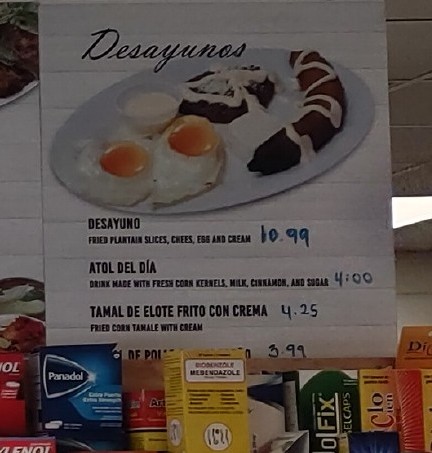 Desayunos
DESAYUNO
FRIED PLANTAIN SLICES, CHEES, EGG AND CREAM 10.99
ATOL DEL DÍA
DRINK MADE WITH FRESH CORN KERNELS, MILK, CINNAMON, AND SUGAR 4:00
TAMAL DE ELOTE FRITO CON CREMA 4.25
FRIED CORN TAMALE WITH CREAM
DE 3.99
Panadol
MEBENDAZOLE